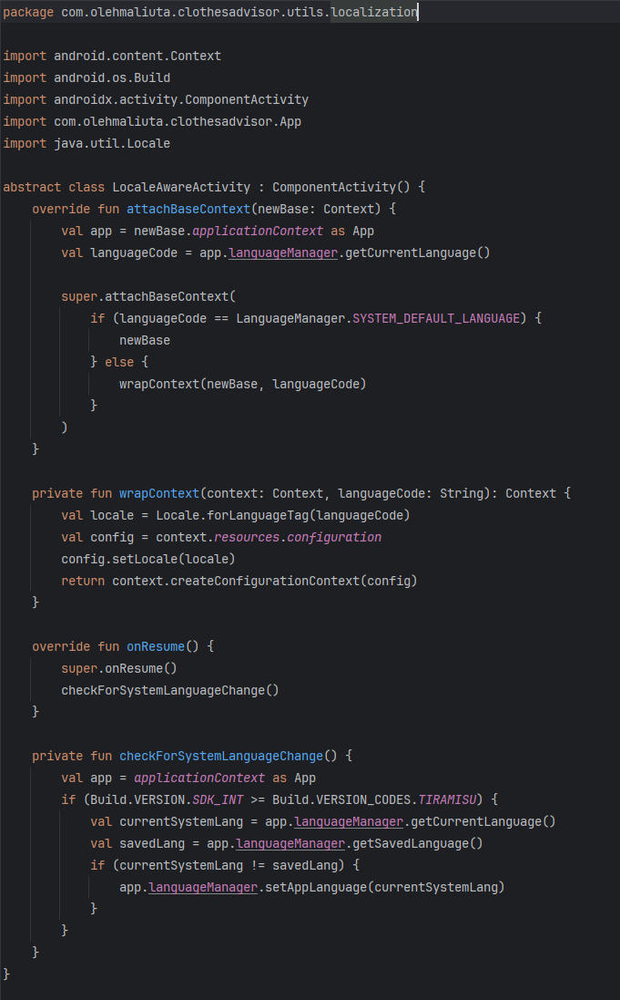 package com.olehmaliuta.clothesadvisor.utils.localization
import android.content.Context
import android.os.Build
import androidx.activity.ComponentActivity
import com.olehmaliuta.clothesadvisor.App
import java.util.Locale
abstract class LocaleAwareActivity : ComponentActivity() {
    override fun attachBaseContext(newBase: Context) {
        val app = newBase.applicationContext as App
        val languageCode = app.languageManager.getCurrentLanguage()
        super.attachBaseContext(
            if (languageCode == LanguageManager.SYSTEM_DEFAULT_LANGUAGE) {
                newBase
            } else {
                wrapContext(newBase, languageCode)
            }
        )
    }
    private fun wrapContext(context: Context, languageCode: String): Context {
        val locale = Locale.forLanguageTag(languageCode)
        val config = context.resources.configuration
        config.setLocale(locale)
        return context.createConfigurationContext(config)
    }
    override fun onResume() {
        super.onResume()
        checkForSystemLanguageChange()
    }
    private fun checkForSystemLanguageChange() {
        val app = applicationContext as App
        if (Build.VERSION.SDK_INT >= Build.VERSION_CODES.TIRAMISU) {
            val currentSystemLang = app.languageManager.getCurrentLanguage()
            val savedLang = app.languageManager.getSavedLanguage()
            if (currentSystemLang != savedLang) {
                app.languageManager.setAppLanguage(currentSystemLang)
            }
        }
    }
}